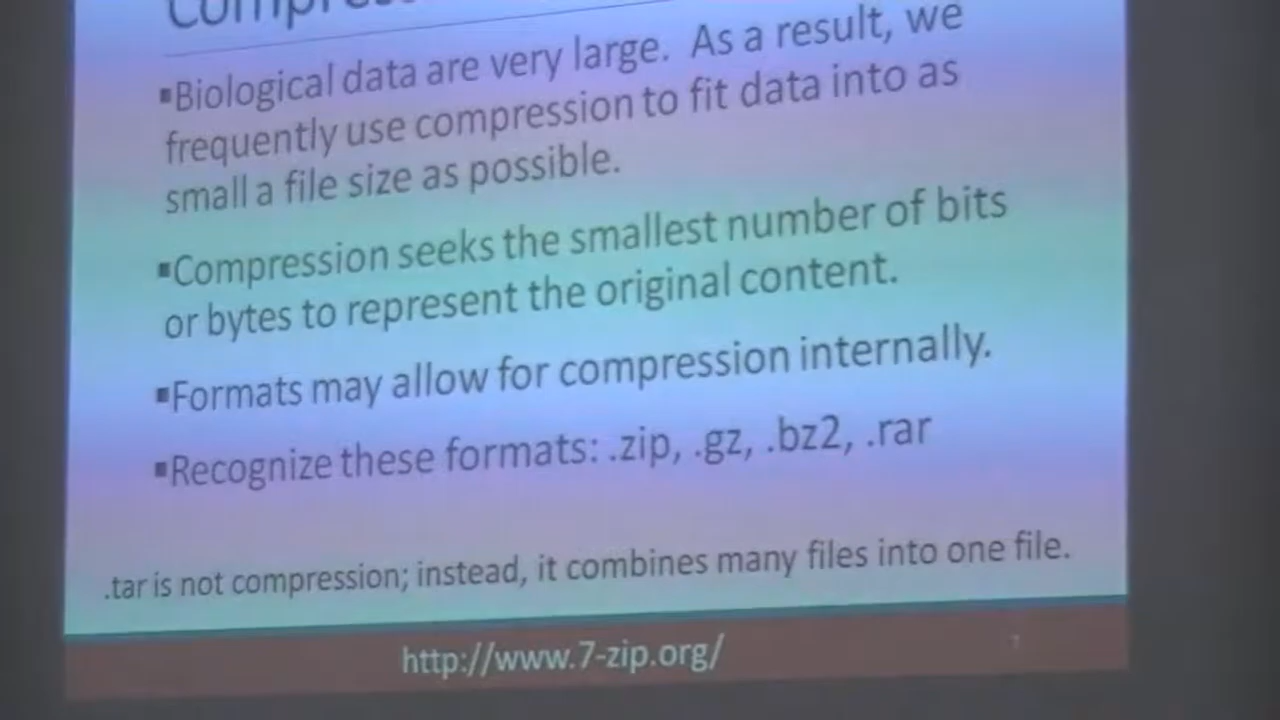 ▪Biological data are very large. As a result, we
frequently use compression to fit data into as
small a file size as possible.
▪Compression seeks the smallest number of bits
or bytes to represent the original content.
▪Formats may allow for compression internally.
▪Recognize these formats: .zip, .gz, .bz2, .rar
.tar is not compression; instead, it combines many files into one file.
http://www.7-zip.org/